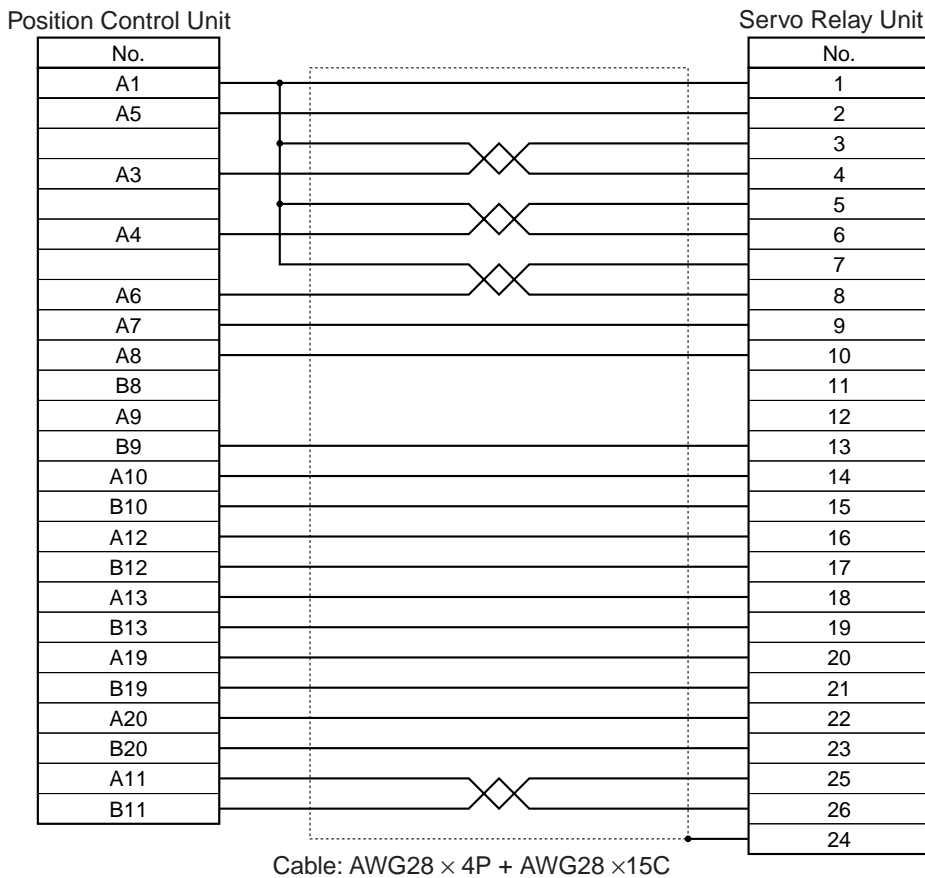 Position Control Unit Servo Relay Unit
No. No.
A1 1
A5 2
3
A3 4
5
A4 6
7
A6 8
A7 9
A8 10
B8 11
A9 12
B9 13
A10 14
B10 15
A12 16
B12 17
A13 18
B13 19
A19 20
B19 21
A20 22
B20 23
A11 25
B11 26
24
Cable: AWG28 × 4P + AWG28 ×15C